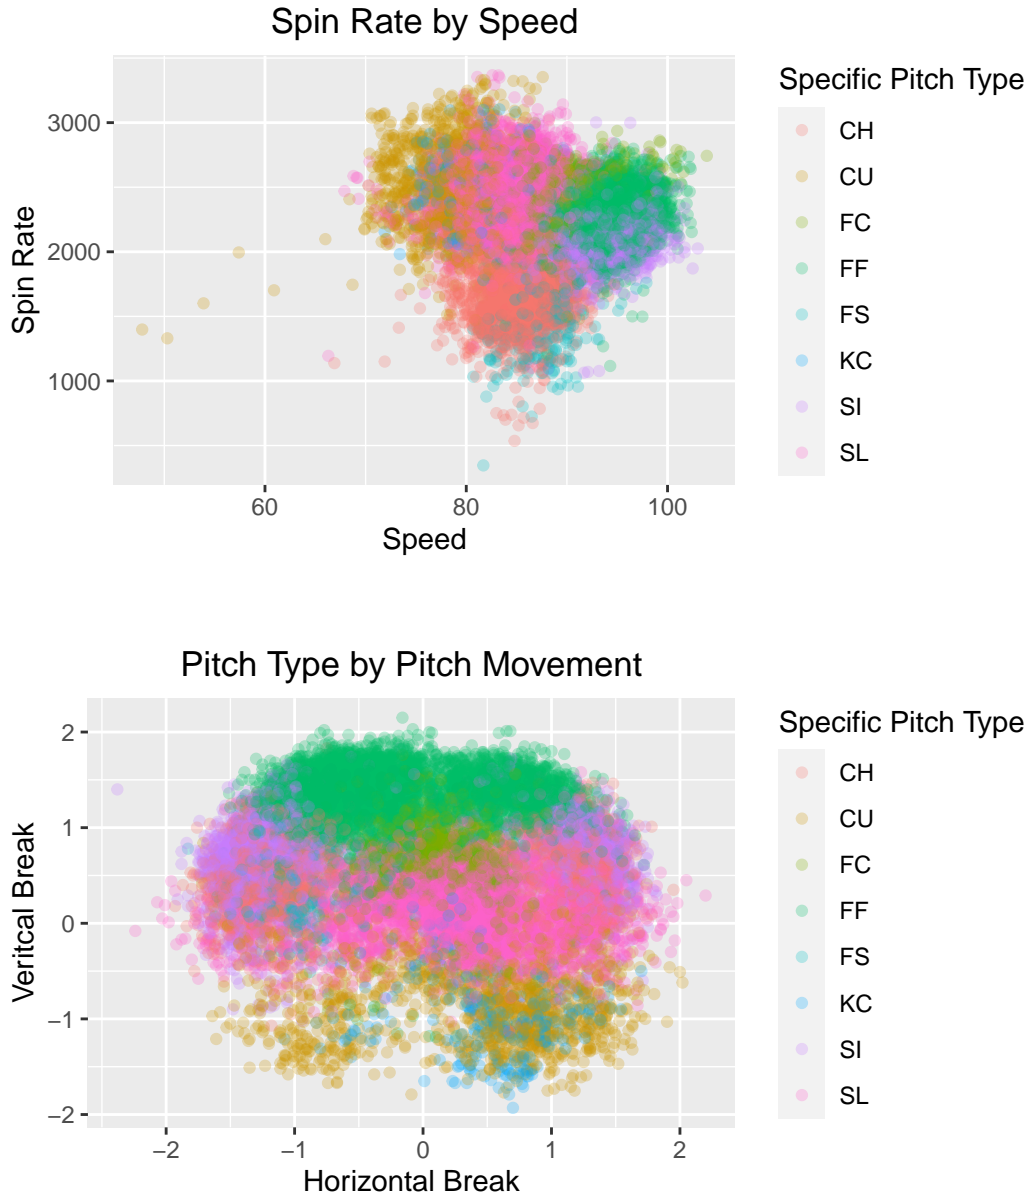 Spin Rate by Speed
Specific Pitch Type
CH
CU
FC
FF
FS
KC
SI
SL
Spin Rate
3000
2000
1000
60 80 100
Speed
Pitch Type by Pitch Movement
Specific Pitch Type
CH
CU
FC
FF
FS
KC
SI
SL
Veritcal Break
2
1
0
−1
−2
−2 −1 0 1 2
Horizontal Break